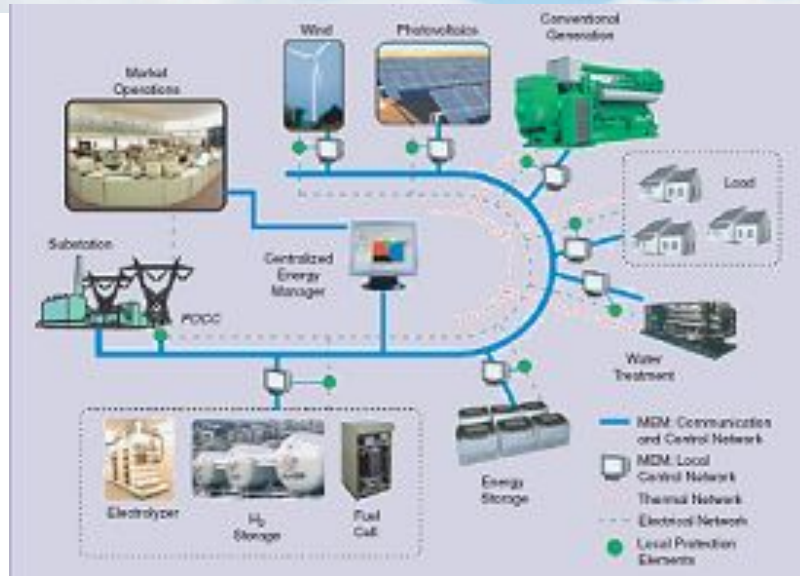 Wind
Photovoltaics
Conventional
Generation
Market
Operations
Load
Substation
Centralized
Energy
Manager
POCC
Water
Treatment
Electrolyzer
H2
Storage
Fuel
Cell
Energy
Storage
MEM: Communication
and Control Network
MEM: Local
Control Network
Thermal Network
Electrical Network
Local Protection
Elements